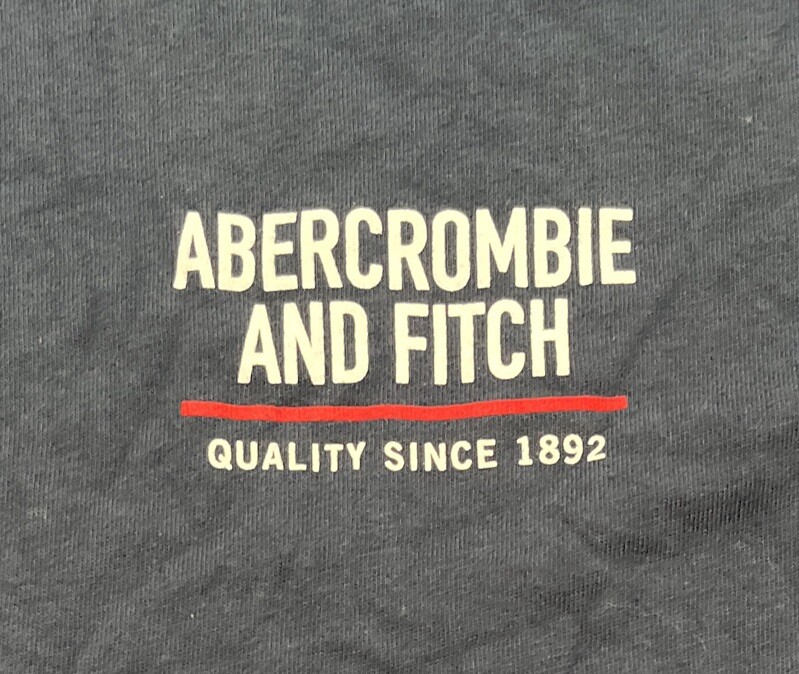 ABERCROMBIE
AND FITCH
QUALITY SINCE 1892